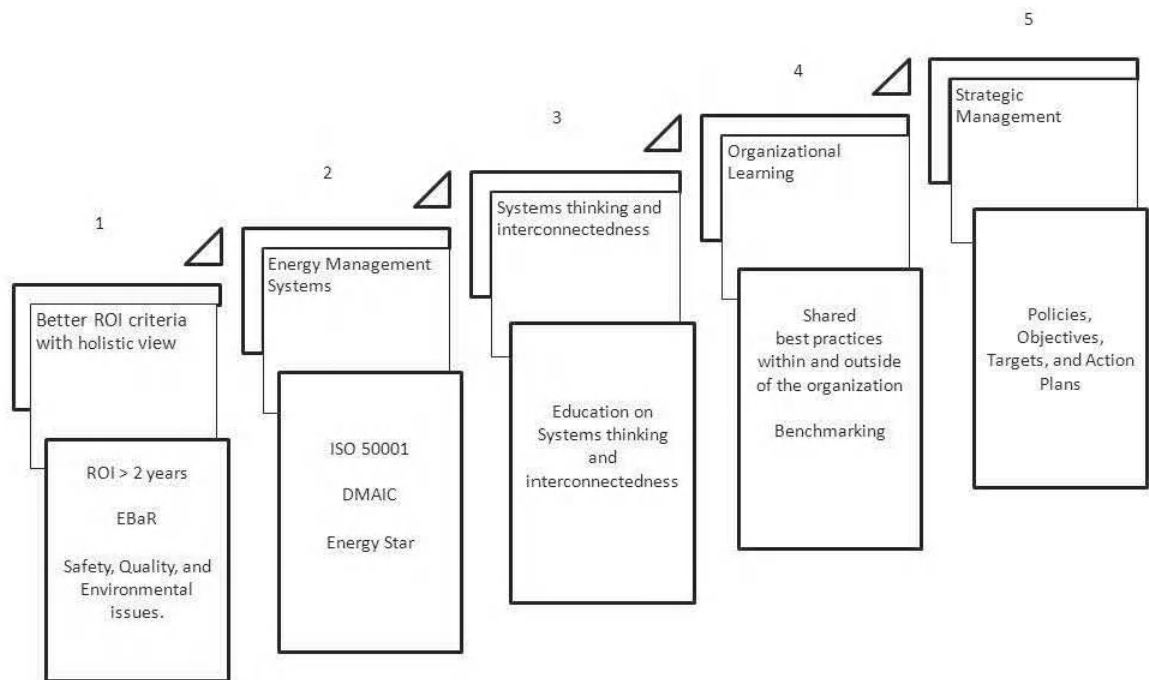 1
Better ROI criteria
with holistic view
ROI > 2 years
EBaR
Safety, Quality, and
Environmental
issues.
2
Energy Management
Systems
ISO 50001
DMAIC
Energy Star
3
Systems thinking and
interconnectedness
Education on
Systems thinking
and
interconnectedness
4
Organizational
Learning
Shared
best practices
within and outside
of the organization
Benchmarking
5
Strategic
Management
Policies,
Objectives,
Targets, and Action
Plans